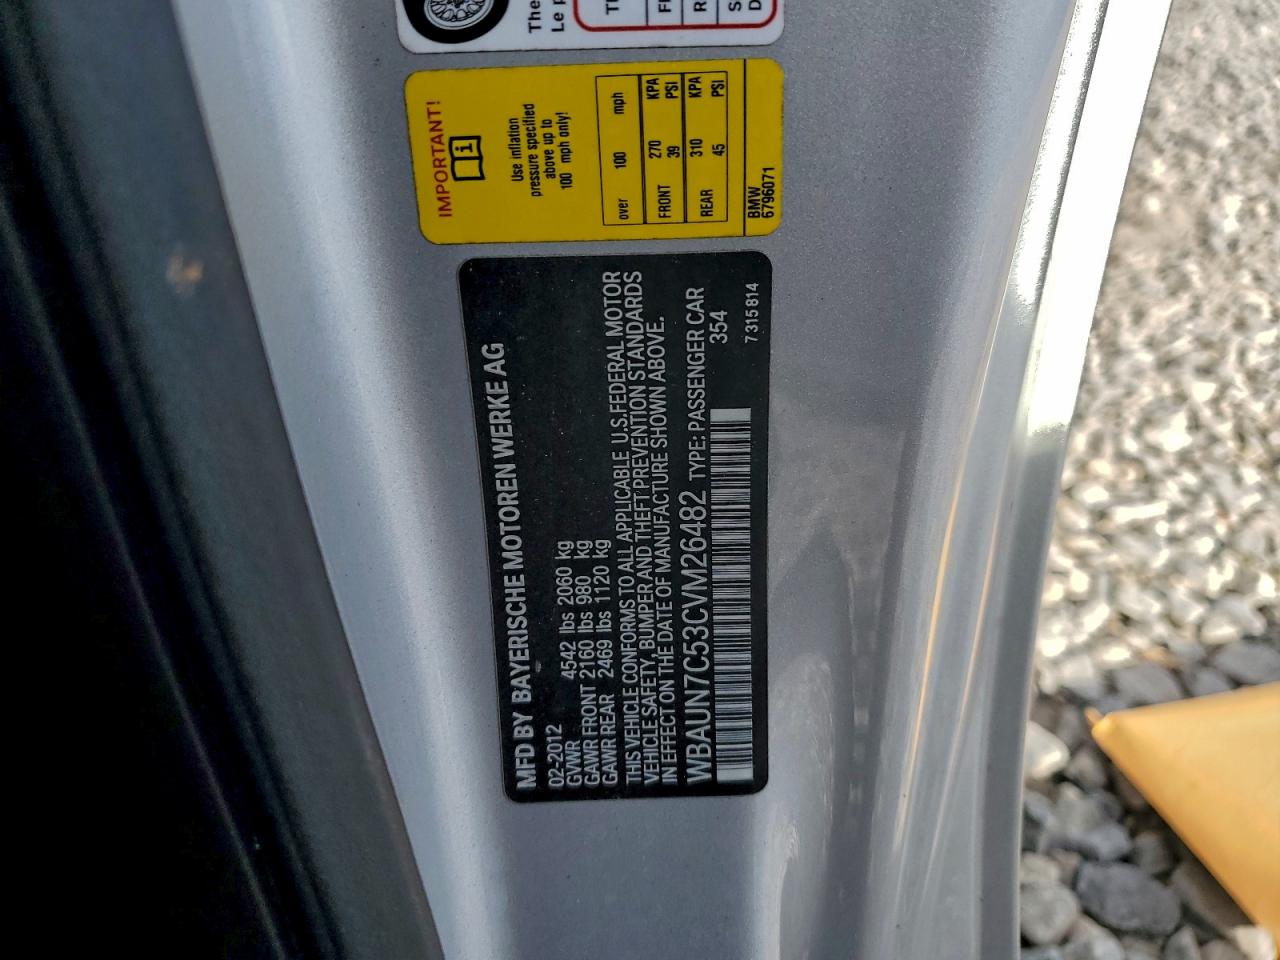 The
Le p
IMPORTANT!
Use inflation
pressure specified
above up to
100 mph only!
over 100 mph
FRONT 270 KPA
39 PSI
REAR 310 KPA
45 PSI
BMW
6796071
MFD BY BAYERISCHE MOTOREN WERKE AG
02-2012
GVWR 4542 lbs 2060 kg
GAWR FRONT 2160 lbs 980 kg
GAWR REAR 2469 lbs 1120 kg
THIS VEHICLE CONFORMS TO ALL APPLICABLE U.S.FEDERAL MOTOR
VEHICLE SAFETY, BUMPER AND THEFT PREVENTION STANDARDS
IN EFFECT ON THE DATE OF MANUFACTURE SHOWN ABOVE.
WBAUN7C53CVM26482 TYPE: PASSENGER CAR
354
7315814